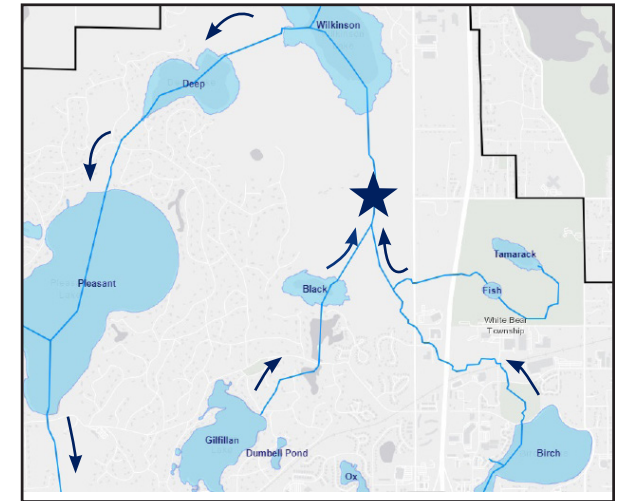 Wilkinson
Deep
Tamarack
Pleasant
Black
Fish
White Bear
Township
Gilfillan
Dumbell Pond
Birch
Ox